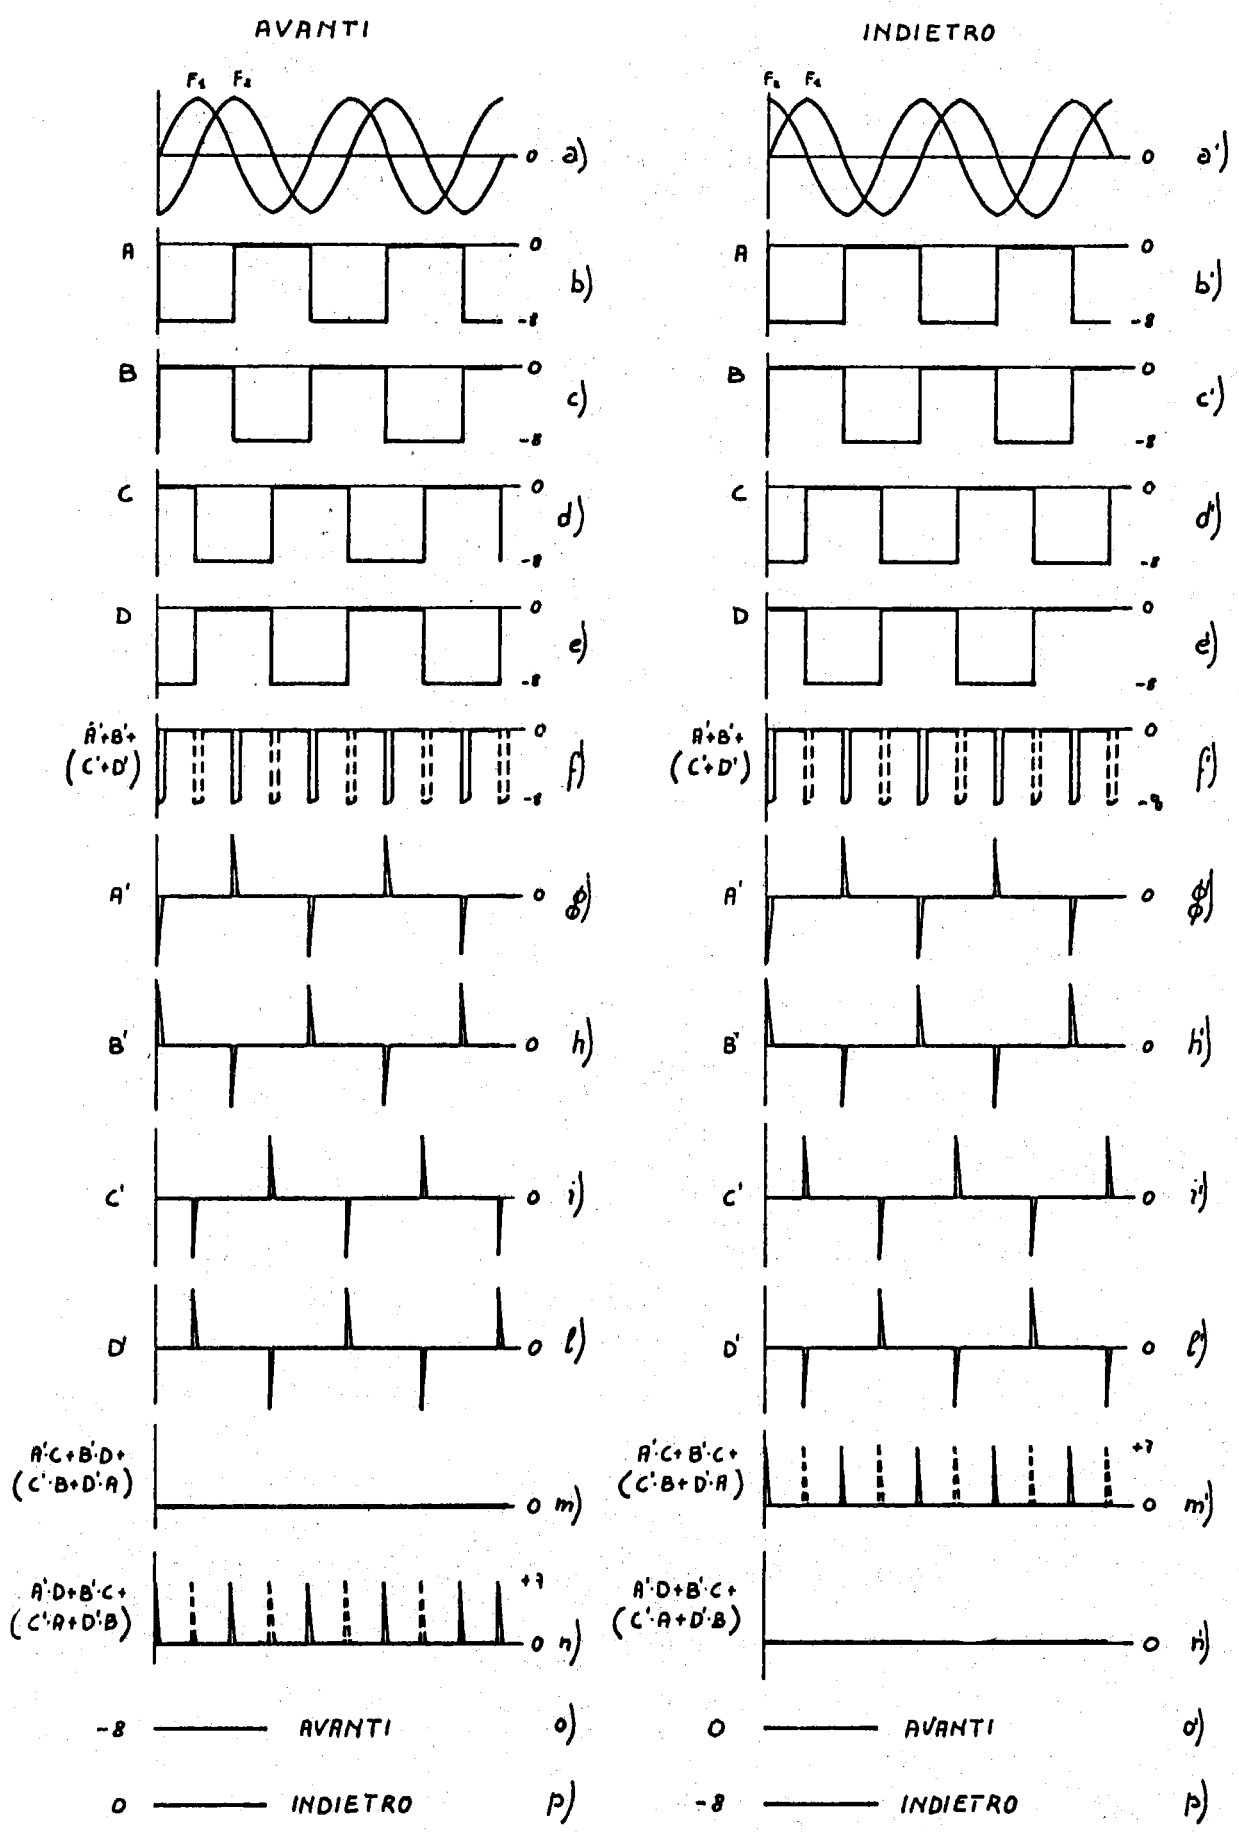 AVANTI
INDIETRO
F₁ F₂
0 a)
F₂ F₁
0 a')
A 0
-8 b)
A 0
-8 b')
B 0
-8 c)
B 0
-8 c')
C 0
-8 d)
C 0
-8 d')
D 0
-8 e)
D 0
-8 e')
A'+B'+
(C'+D')
0
-8 f)
A'+B'+
(C'+D')
0
-8 f')
A' 0 g)
A' 0 g')
B' 0 h)
B' 0 h')
C' 0 i)
C' 0 i')
D' 0 l)
D' 0 l')
A'·C+B'·D+
(C'·B+D'·A)
0 m)
A'·C+B'·C+
(C'·B+D'·A)
+7
0 m')
A'·D+B'·C+
(C'·A+D'·B)
+7
0 n)
A'·D+B'·C+
(C'·A+D'·B)
0 n')
-8 AVANTI o)
0 AVANTI o')
0 INDIETRO p)
-8 INDIETRO p)